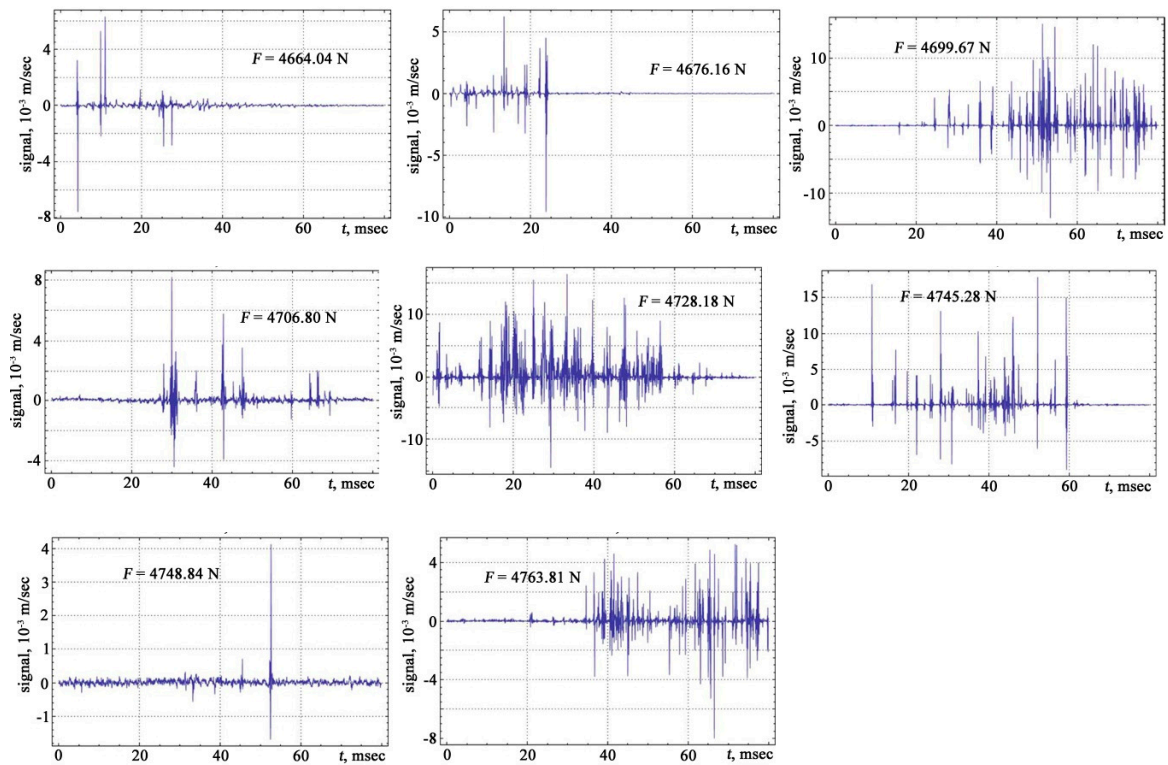 signal, 10⁻³ m/sec
4
0
-4
-8
F = 4664.04 N
0 20 40 60 t, msec
signal, 10⁻³ m/sec
5
0
-5
-10
F = 4676.16 N
0 20 40 60 t, msec
signal, 10⁻³ m/sec
10
0
-10
F = 4699.67 N
0 20 40 60 t, msec
signal, 10⁻³ m/sec
8
4
0
-4
F = 4706.80 N
0 20 40 60 t, msec
signal, 10⁻³ m/sec
10
0
-10
F = 4728.18 N
0 20 40 60 t, msec
signal, 10⁻³ m/sec
15
10
5
0
-5
F = 4745.28 N
0 20 40 60 t, msec
signal, 10⁻³ m/sec
4
3
2
1
0
-1
F = 4748.84 N
0 20 40 60 t, msec
signal, 10⁻³ m/sec
4
0
-4
-8
F = 4763.81 N
0 20 40 60 t, msec